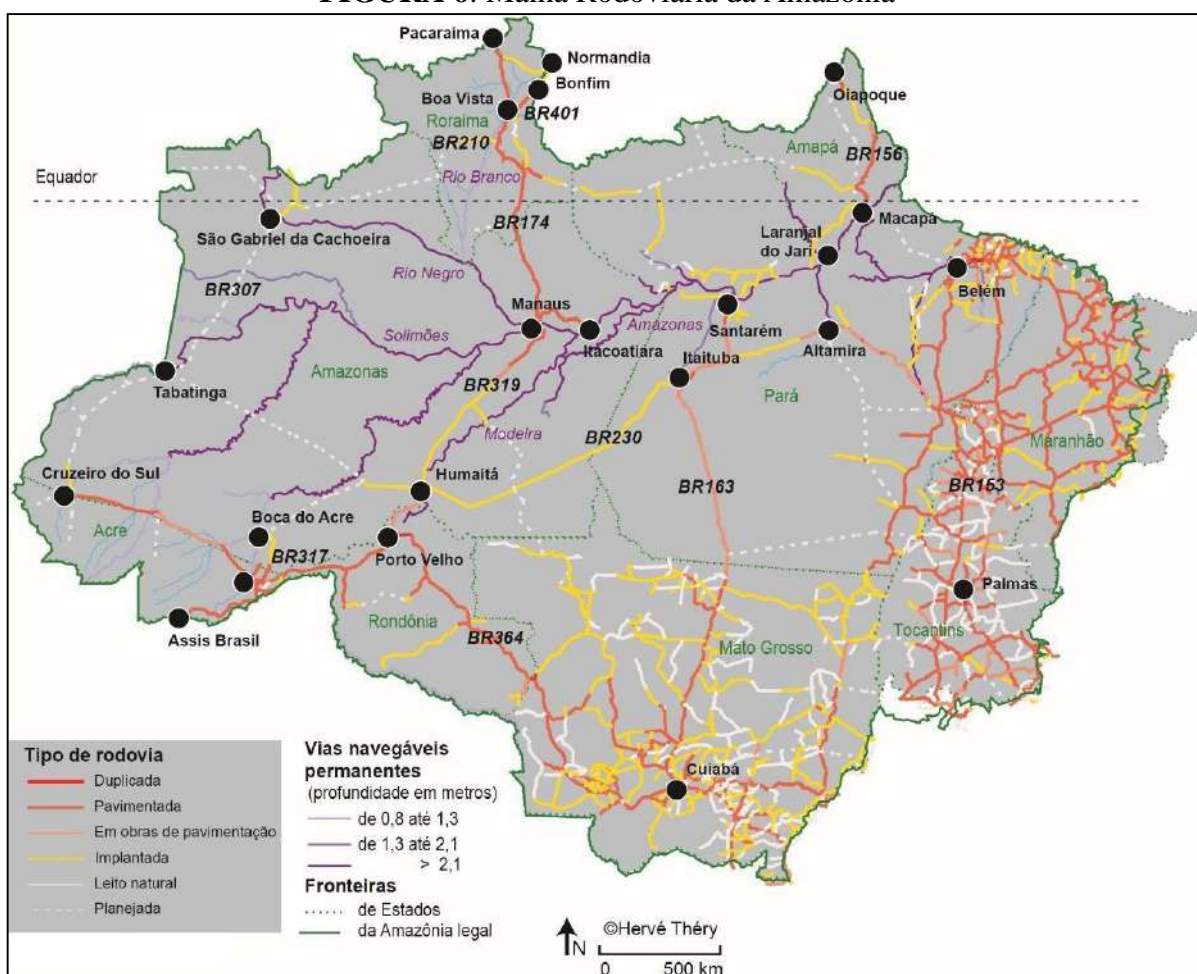 FIGURA 6: Malha Rodoviária da Amazônia
Pacaraima
Normandia
Bonfim
Boa Vista
BR401
Roraima
BR210
Rio Branco
Oiapoque
Amapá
BR156
Equador
BR174
Macapá
São Gabriel da Cachoeira
Laranjal
do Jari
Rio Negro
BR307
Manaus
Belém
Solimões
Amazonas
Santarém
Itacoatiara
Itaituba
Altamira
Tabatinga
Amazonas
BR319
Pará
Modeira
BR230
Maranhão
Cruzeiro do Sul
Humaitá
BR163
BR153
Acre
Boca do Acre
BR317
Porto Velho
Palmas
Assis Brasil
Rondônia
BR364
Mato Grosso
Tocantins
Cuiabá
Tipo de rodovia
Duplicada
Pavimentada
Em obras de pavimentação
Implantada
Leito natural
Planejada
Vias navegáveis
permanentes
(profundidade em metros)
de 0,8 até 1,3
de 1,3 até 2,1
> 2,1
Fronteiras
de Estados
da Amazônia legal
N
©Hervé Théry
0 500 km